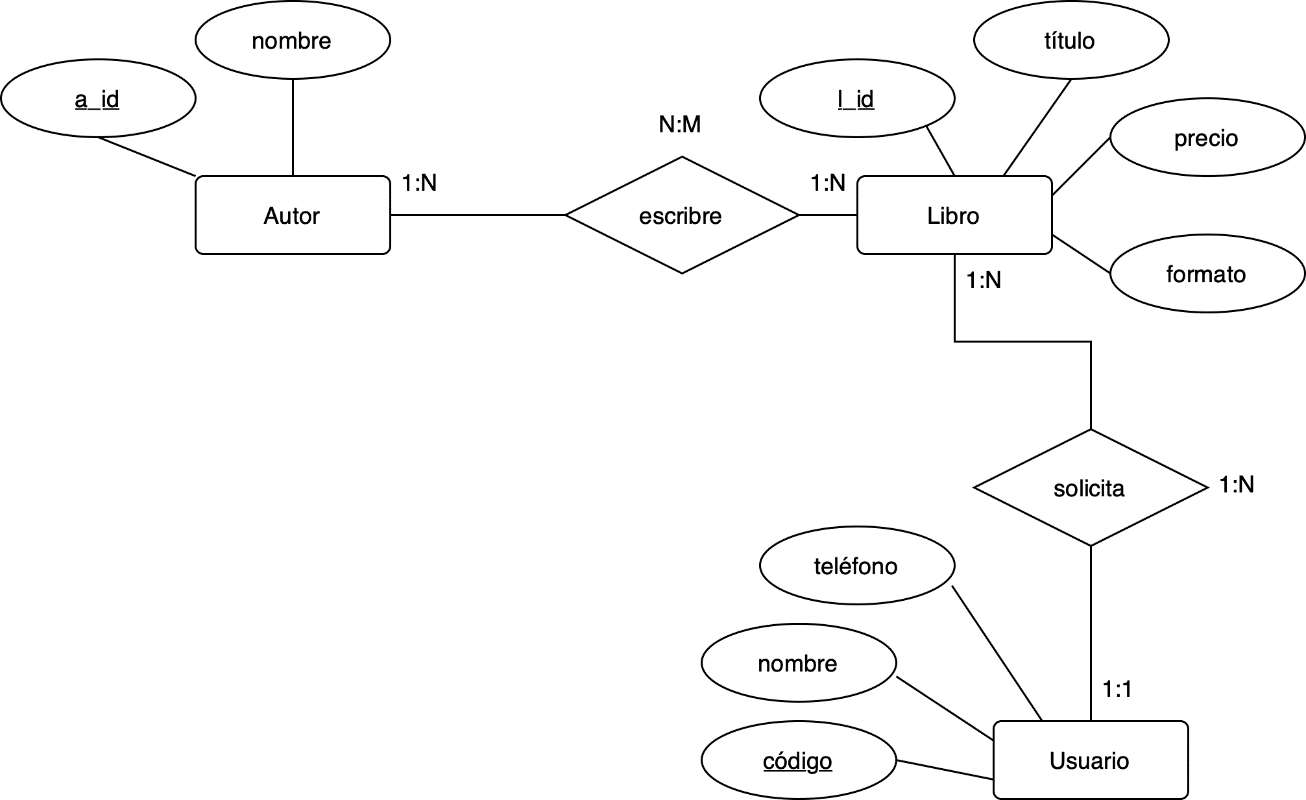 nombre
título
a_id
l_id
N:M
precio
1:N
1:N
Autor
escribre
Libro
formato
1:N
solicita
1:N
teléfono
nombre
1:1
código
Usuario